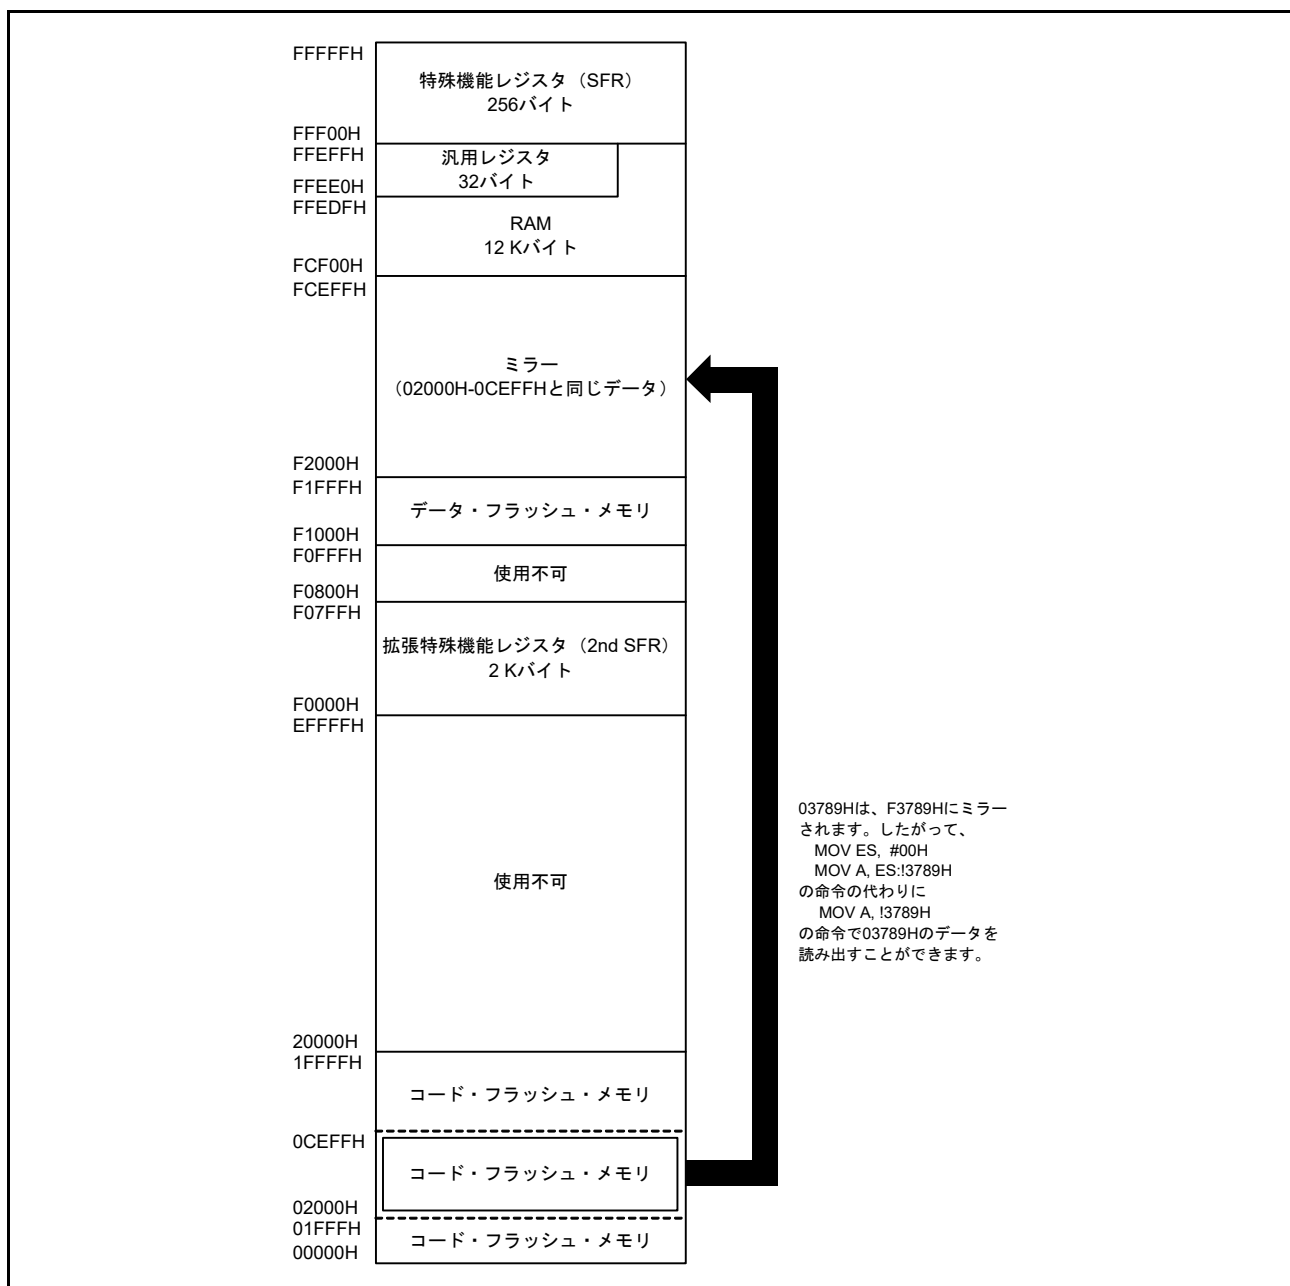 FFFFFH
特殊機能レジスタ（SFR）
256バイト
FFF00H
FFEFFH
汎用レジスタ
32バイト
FFEE0H
FFEDFH
RAM
12 Kバイト
FCF00H
FCEFFH
ミラー
（02000H-0CEFFHと同じデータ）
F2000H
F1FFFH
データ・フラッシュ・メモリ
F1000H
F0FFFH
使用不可
F0800H
F07FFH
拡張特殊機能レジスタ（2nd SFR）
2 Kバイト
F0000H
EFFFFH
使用不可
03789Hは、F3789Hにミラー
されます。したがって、
MOV ES, #00H
MOV A, ES:!3789H
の命令の代わりに
MOV A, !3789H
の命令で03789Hのデータを
読み出すことができます。
20000H
1FFFFH
コード・フラッシュ・メモリ
0CEFFH
コード・フラッシュ・メモリ
02000H
01FFFH
コード・フラッシュ・メモリ
00000H